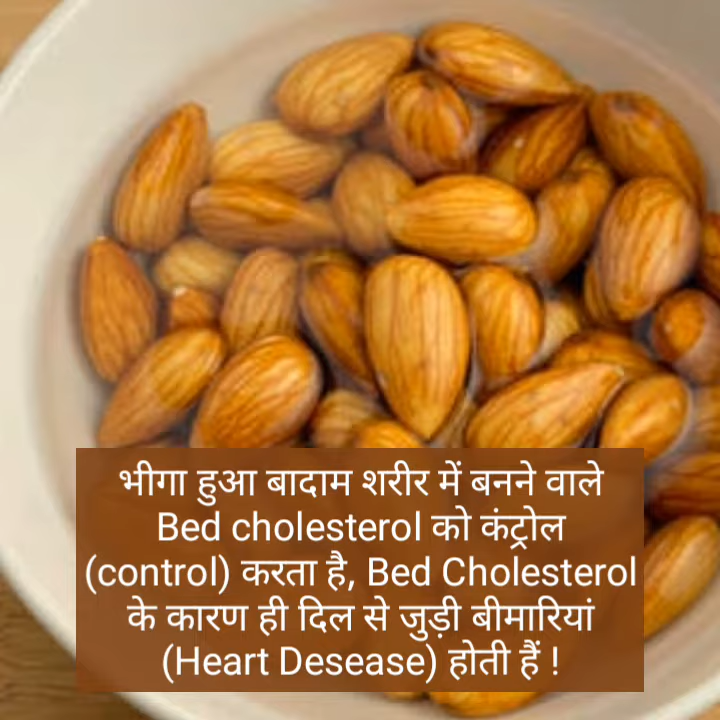 भीगा हुआ बादाम शरीर में बनने वाले
Bed cholesterol को कंट्रोल
(control) करता है, Bed Cholesterol
के कारण ही दिल से जुड़ी बीमारियां
(Heart Desease) होती हैं !